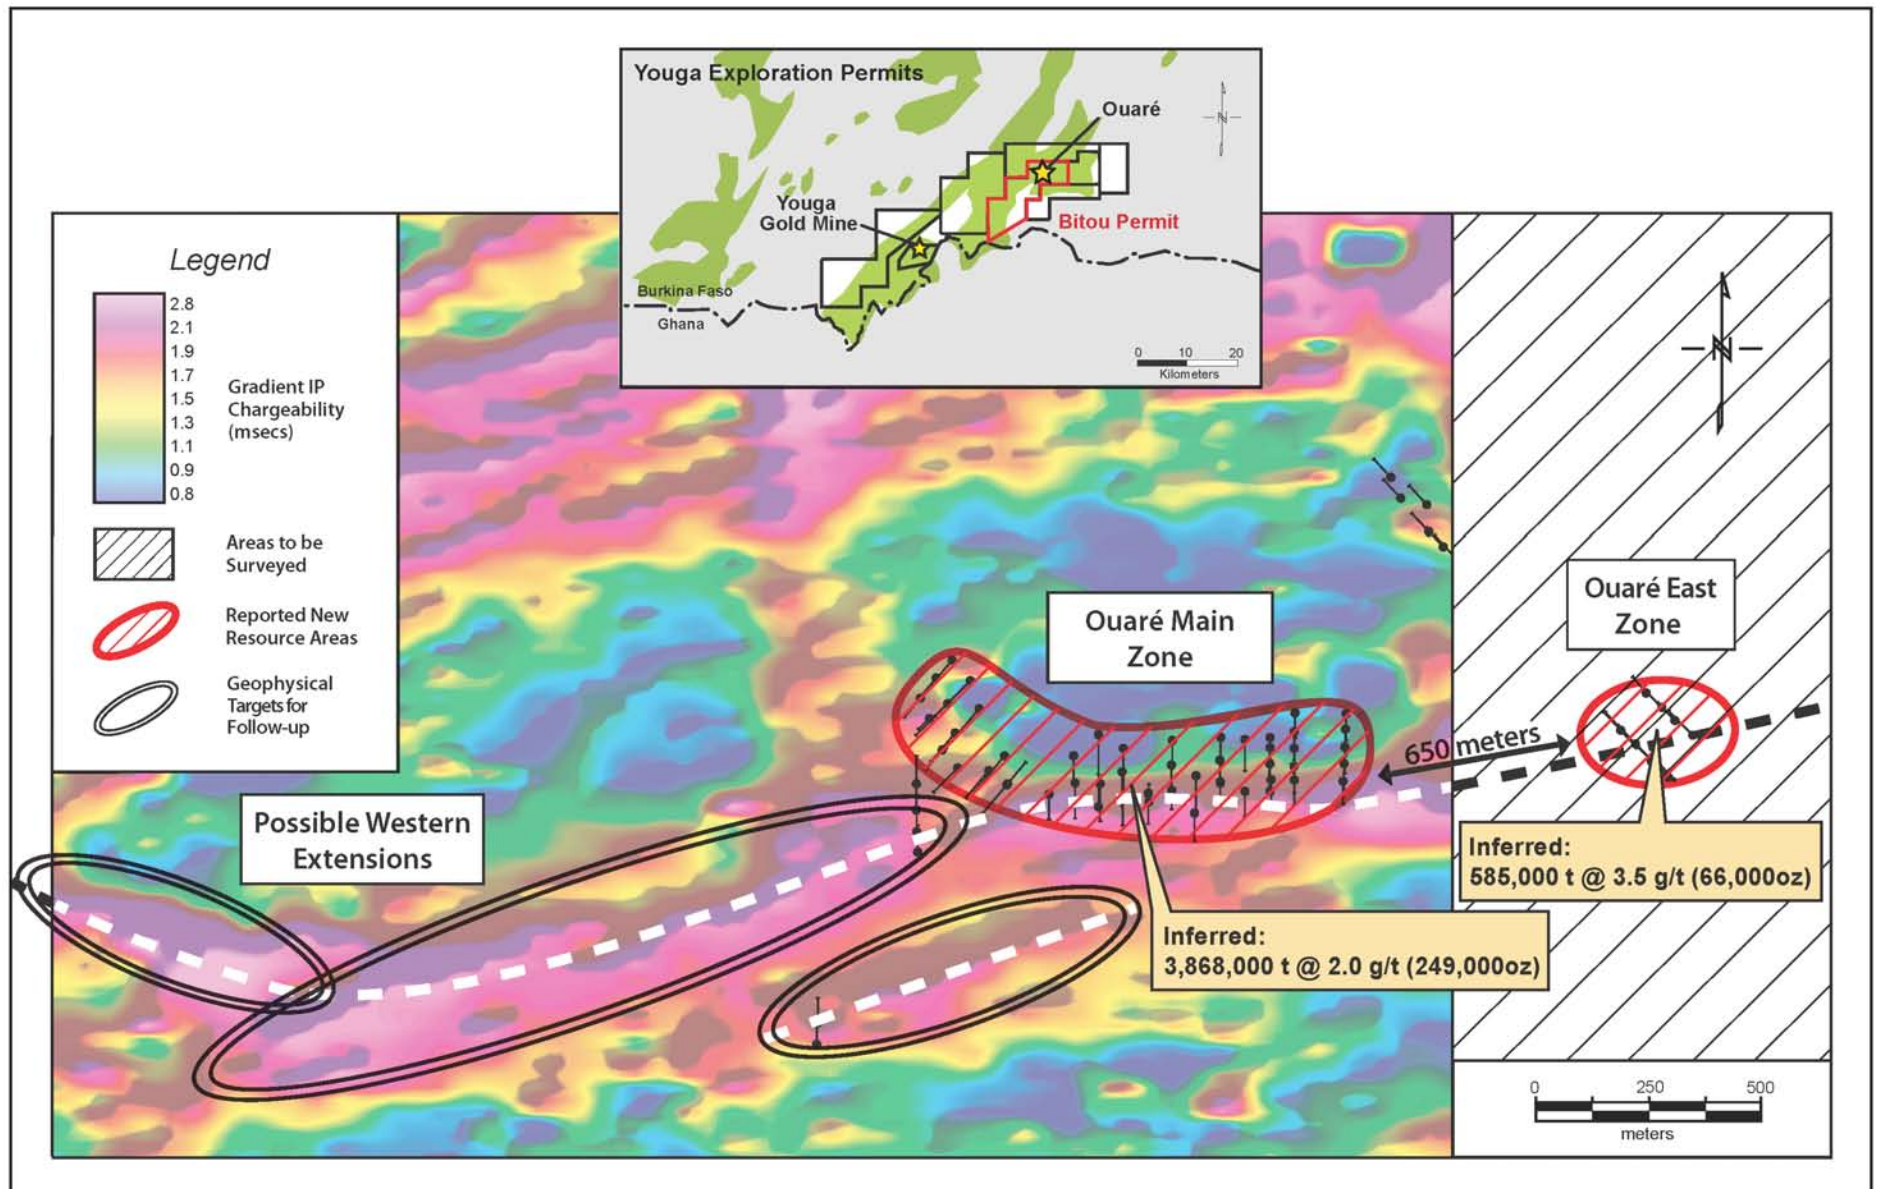 Youga Exploration Permits
Ouaré
N
Youga
Gold Mine
Bitou Permit
Burkina Faso
Ghana
0 10 20
Kilometers
Legend
2.8
2.1
1.9
1.7
1.5
1.3
1.1
0.9
0.8
Gradient IP
Chargeability
(msecs)
Areas to be
Surveyed
Reported New
Resource Areas
Geophysical
Targets for
Follow-up
N
Ouaré East
Zone
Ouaré Main
Zone
650 meters
Possible Western
Extensions
Inferred:
585,000 t @ 3.5 g/t (66,000oz)
Inferred:
3,868,000 t @ 2.0 g/t (249,000oz)
0 250 500
meters